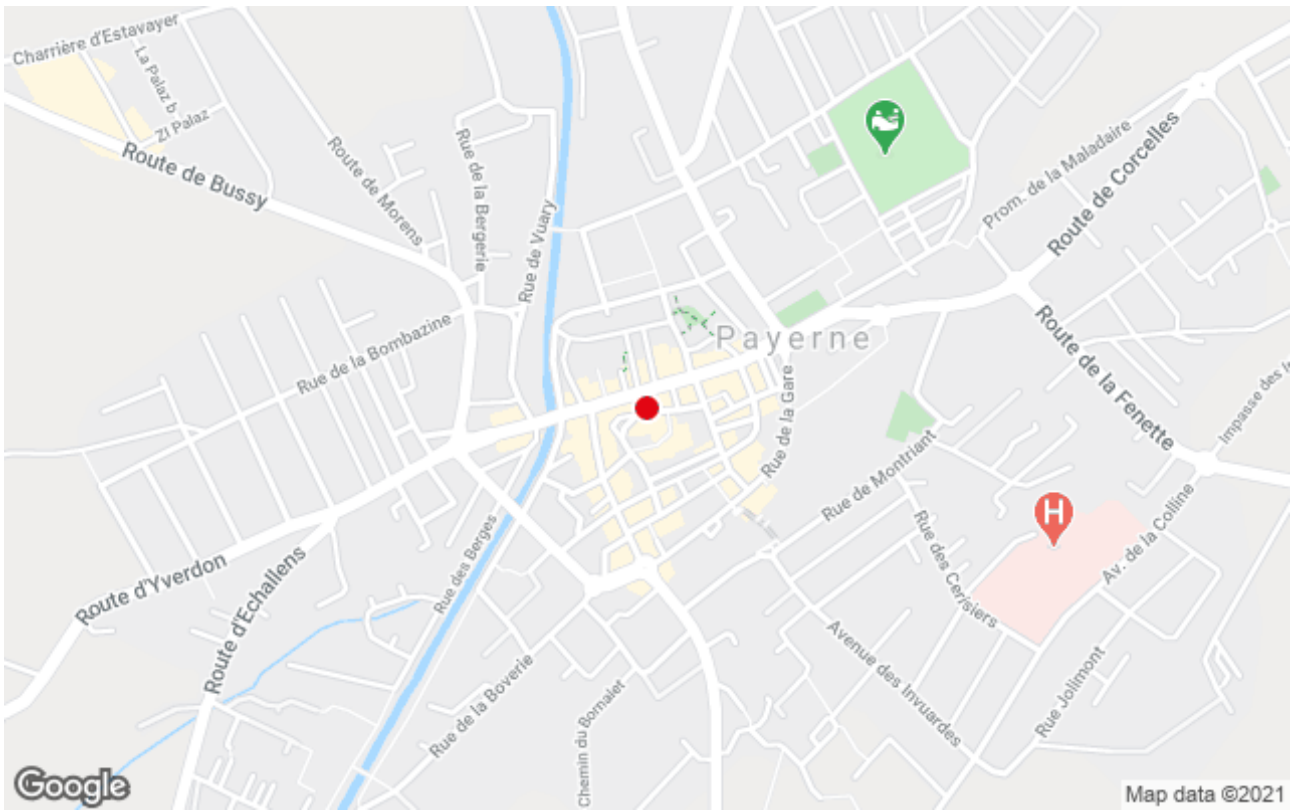 Charrière d'Estavayer
La Palaz b
ZI Palaz
Route de Bussy
Route de Morens
Rue de la Bergerie
Rue de Vuary
Prom. de la Maladaire
Route de Corcelles
Rue de la Bombazine
Payerne
Route de la Fenette
Impasse des In
Rue de la Gare
Rue de Montriant
H
Av. de la Colline
Rue des Cerisiers
Rue des Berges
Route d'Yverdon
Route d'Echallens
Rue de la Boverie
Chemin du Bornalet
Avenue des Invuardes
Rue Jolimont
Google
Map data ©2021